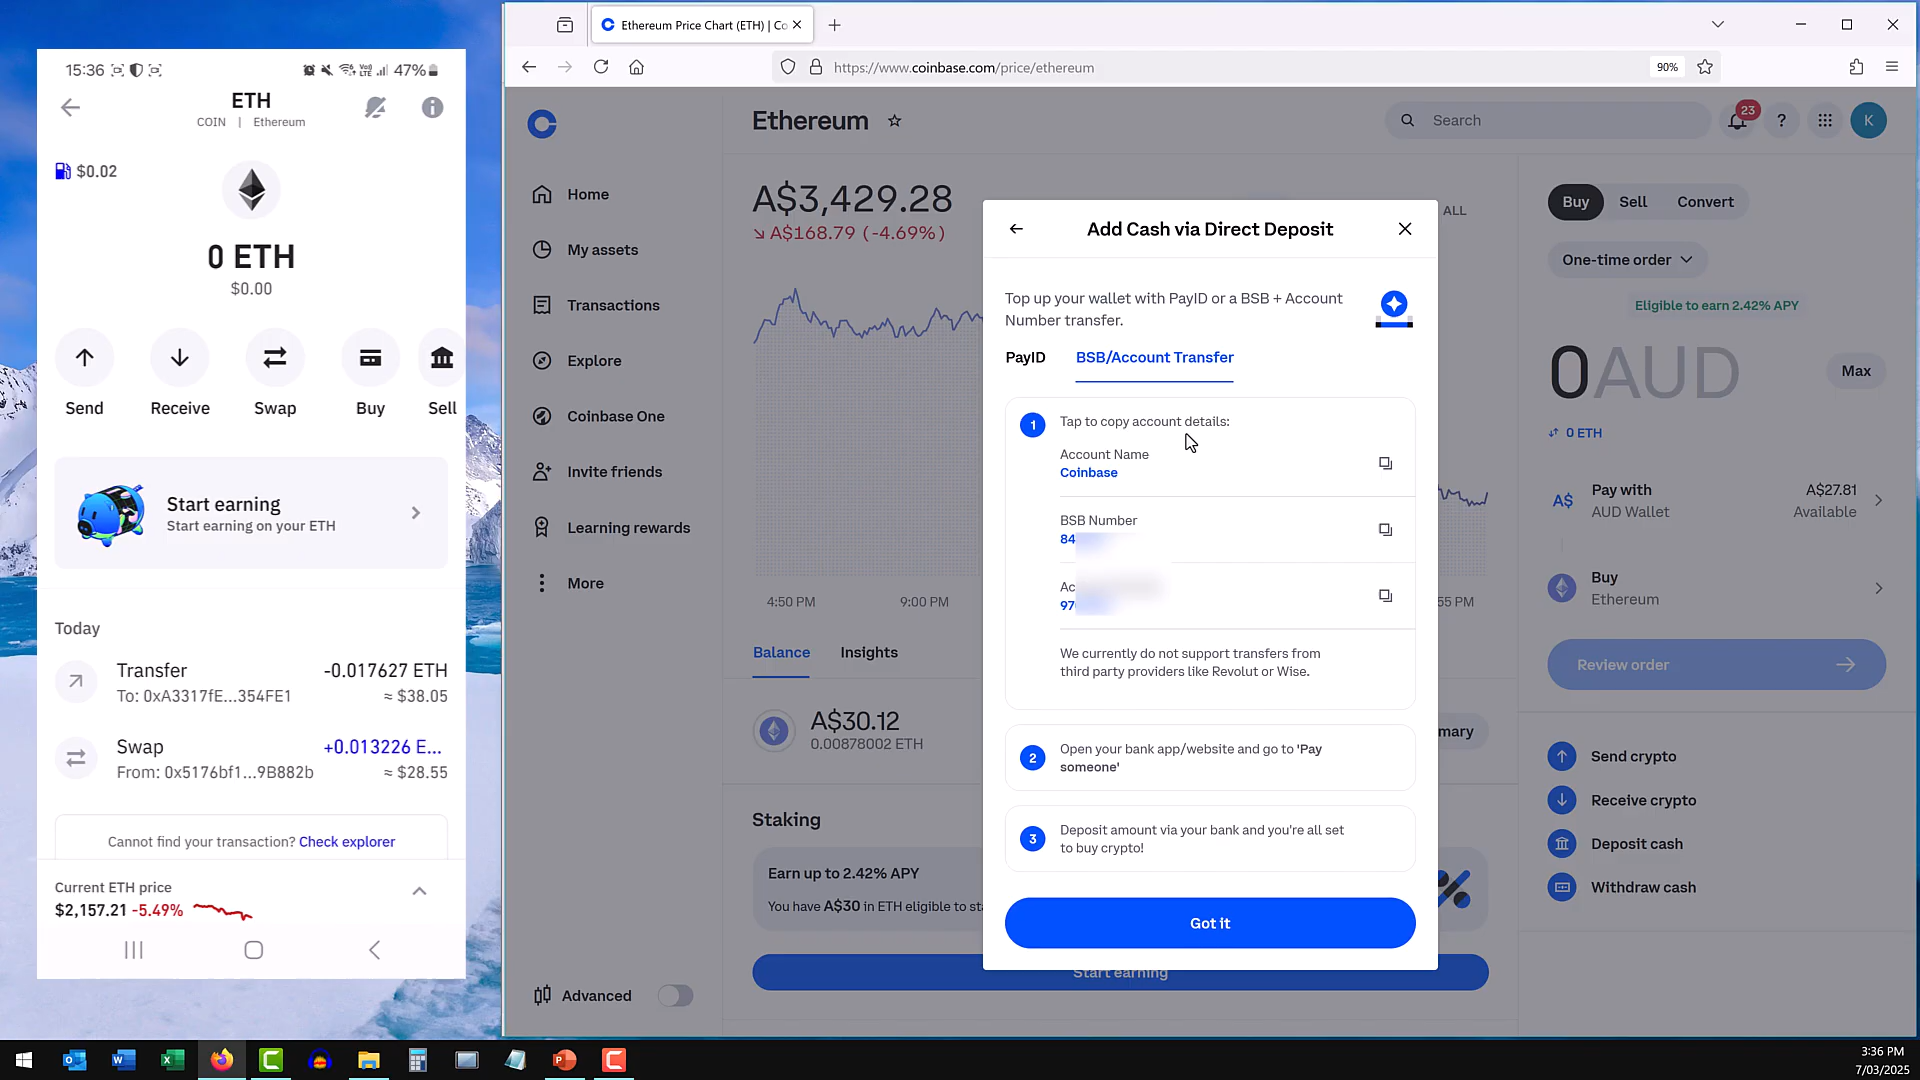 15:36
47%
ETH
COIN | Ethereum
$0.02
0 ETH
$0.00
Send
Receive
Swap
Buy
Sell
Start earning
Start earning on your ETH
Today
Transfer
-0.017627 ETH
To: 0xA3317fE...354FE1
≈ $38.05
Swap
+0.013226 E...
From: 0x5176bf1...9B882b
≈ $28.55
Cannot find your transaction? Check explorer
Current ETH price
$2,157.21 -5.49%
Ethereum Price Chart (ETH) | Co
https://www.coinbase.com/price/ethereum
90%
Ethereum
Search
23
?
K
Home
My assets
Transactions
Explore
Coinbase One
Invite friends
Learning rewards
More
Advanced
A$3,429.28
A$168.79 (-4.69%)
ALL
4:50 PM
9:00 PM
55 PM
Balance
Insights
A$30.12
0.00878002 ETH
mary
Staking
Earn up to 2.42% APY
You have A$30 in ETH eligible to st
Start earning
Add Cash via Direct Deposit
Top up your wallet with PayID or a BSB + Account
Number transfer.
PayID
BSB/Account Transfer
1
Tap to copy account details:
Account Name
Coinbase
BSB Number
84
Ac
97
We currently do not support transfers from
third party providers like Revolut or Wise.
2
Open your bank app/website and go to 'Pay
someone'
3
Deposit amount via your bank and you're all set
to buy crypto!
Got it
Buy
Sell
Convert
One-time order
Eligible to earn 2.42% APY
0AUD
Max
0 ETH
A$
Pay with
AUD Wallet
A$27.81
Available
Buy
Ethereum
Review order
Send crypto
Receive crypto
Deposit cash
Withdraw cash
3:36 PM
7/03/2025